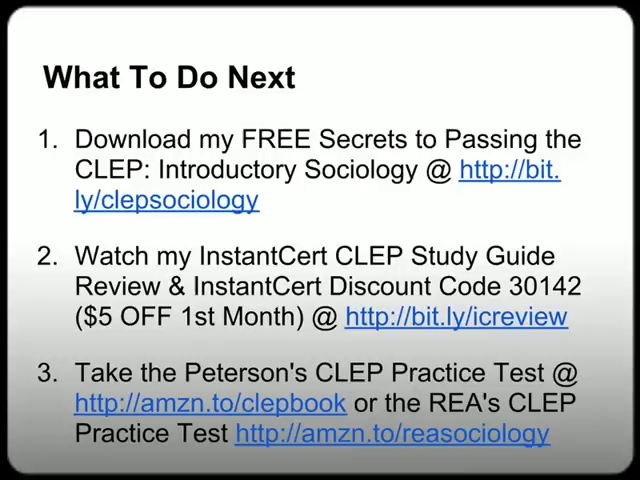 What To Do Next
1. Download my FREE Secrets to Passing the
CLEP: Introductory Sociology @ http://bit.
ly/clepsociology
2. Watch my InstantCert CLEP Study Guide
Review & InstantCert Discount Code 30142
($5 OFF 1st Month) @ http://bit.ly/icreview
3. Take the Peterson's CLEP Practice Test @
http://amzn.to/clepbook or the REA's CLEP
Practice Test http://amzn.to/reasociology